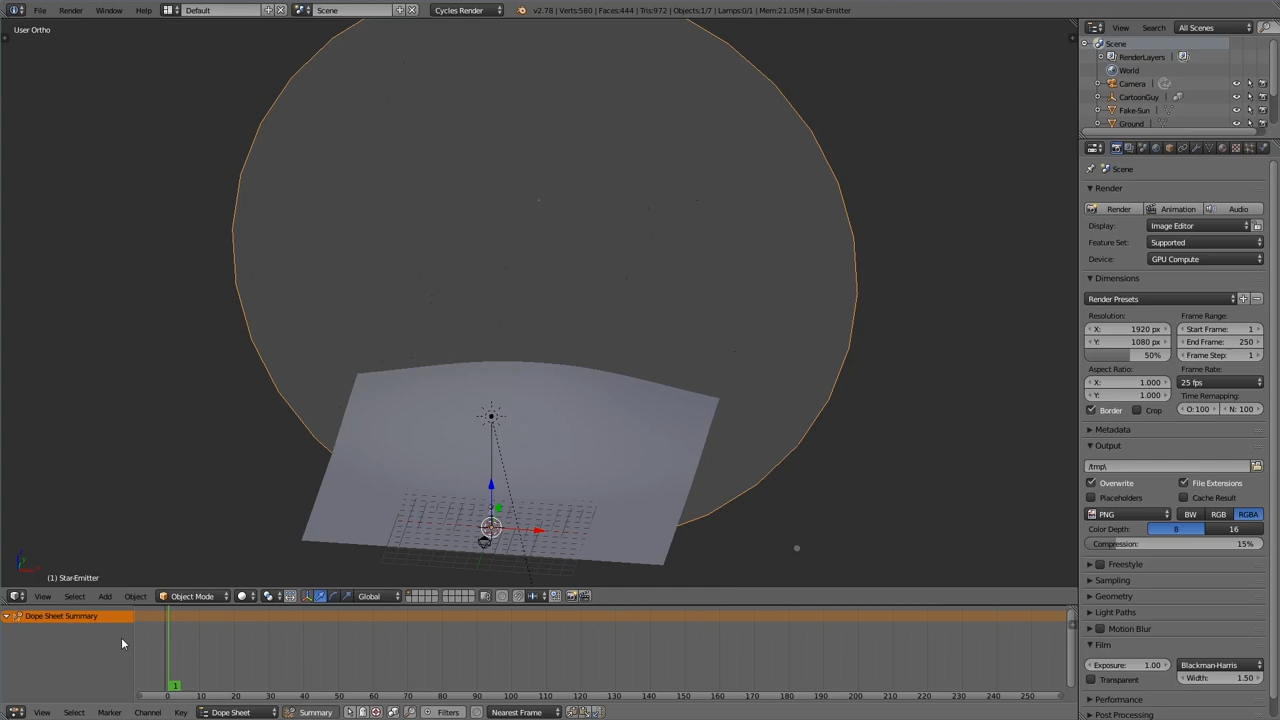 File Render Window Help Default Scene Cycles Render v2.78 | Verts:580 | Faces:444 | Tris:972 | Objects:1/7 | Lamps:0/1 | Mem:21.05M | Star-Emitter
User Ortho
View Search All Scenes
Scene
RenderLayers
World
Camera
CartoonGuy
Fake-Sun
Ground
Scene
Render
Render Animation Audio
Display: Image Editor
Feature Set: Supported
Device: GPU Compute
Dimensions
Render Presets
Resolution: Frame Range:
X: 1920 px Start Frame: 1
Y: 1080 px End Frame: 250
50% Frame Step: 1
Aspect Ratio: Frame Rate:
X: 1.000 25 fps
Y: 1.000 Time Remapping:
Border Crop O: 100 N: 100
Metadata
Output
/tmp\
Overwrite File Extensions
Placeholders Cache Result
PNG BW RGB RGBA
Color Depth: 8 16
Compression: 15%
Freestyle
Sampling
Geometry
Light Paths
Motion Blur
Film
Exposure: 1.00 Blackman-Harris
Transparent Width: 1.50
Performance
Post Processing
(1) Star-Emitter
View Select Add Object Object Mode Global
Dope Sheet Summary
1
0 10 20 30 40 50 60 70 80 90 100 110 120 130 140 150 160 170 180 190 200 210 220 230 240 250
View Select Marker Channel Key Dope Sheet Summary Filters Nearest Frame